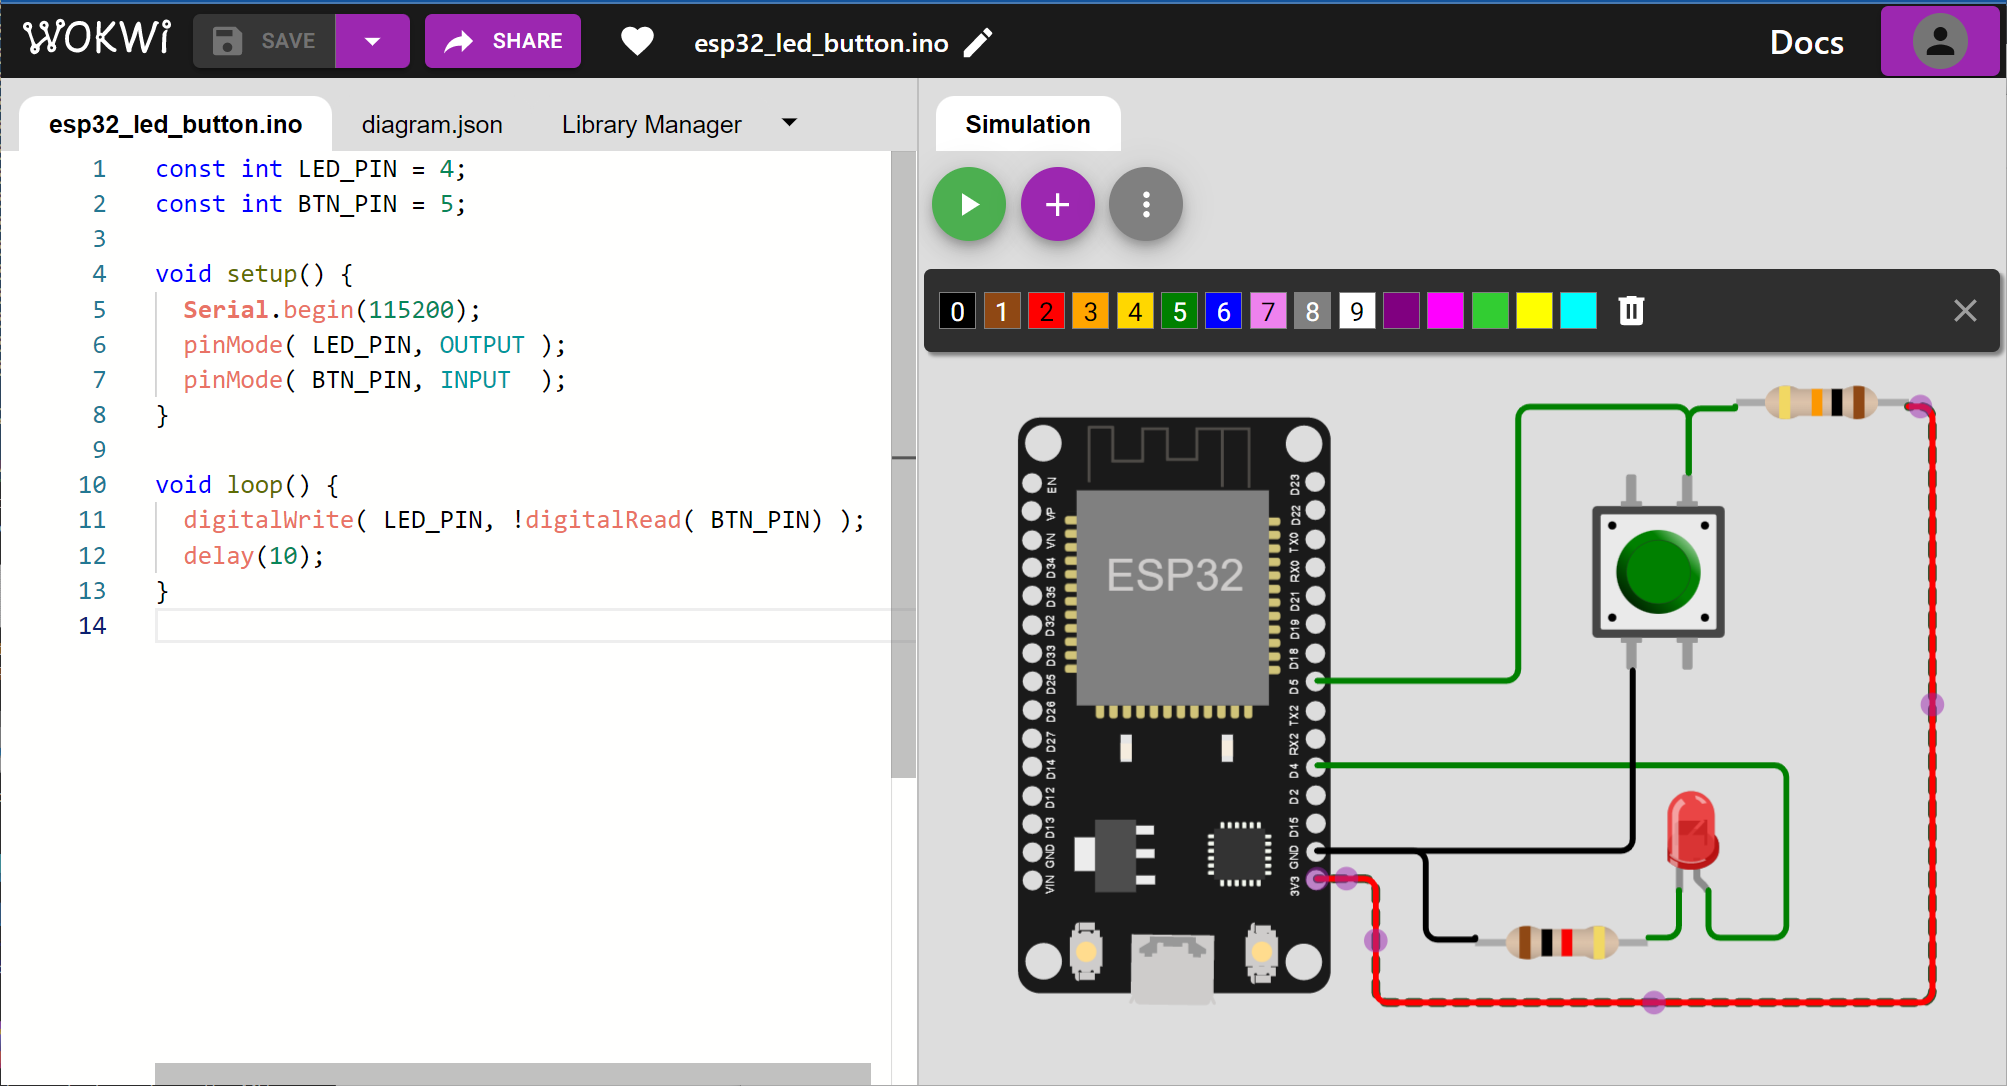 WOKWi SAVE SHARE esp32_led_button.ino Docs
esp32_led_button.ino diagram.json Library Manager
1 const int LED_PIN = 4;
2 const int BTN_PIN = 5;
3
4 void setup() {
5 Serial.begin(115200);
6 pinMode( LED_PIN, OUTPUT );
7 pinMode( BTN_PIN, INPUT );
8 }
9
10 void loop() {
11 digitalWrite( LED_PIN, !digitalRead( BTN_PIN) );
12 delay(10);
13 }
14
Simulation
0 1 2 3 4 5 6 7 8 9
ESP32
EN
VP
VN
D34
D35
D32
D33
D25
D26
D27
D14
D12
D13
GND
VIN
D23
D22
TX0
RX0
D21
D19
D18
D5
TX2
RX2
D4
D2
D15
GND
3V3